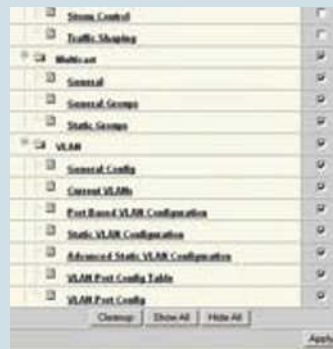 Storm Control
Traffic Shaping
Multicast
General
General Groups
Static Groups
VLAN
General Config
Current VLANs
Port Based VLAN Configuration
Static VLAN Configuration
Advanced Static VLAN Configuration
VLAN Port Config Table
VLAN Port Config
Cleanup Show All Hide All
Apply